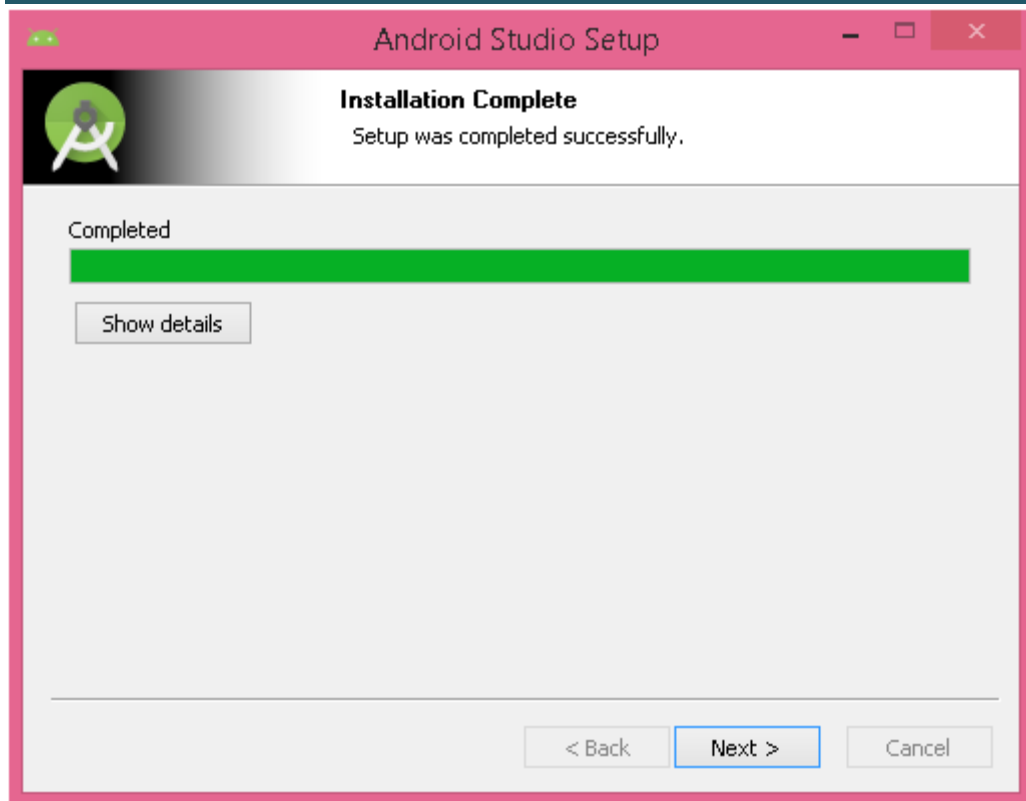 Android Studio Setup
Installation Complete
Setup was completed successfully.
Completed
Show details
< Back Next > Cancel